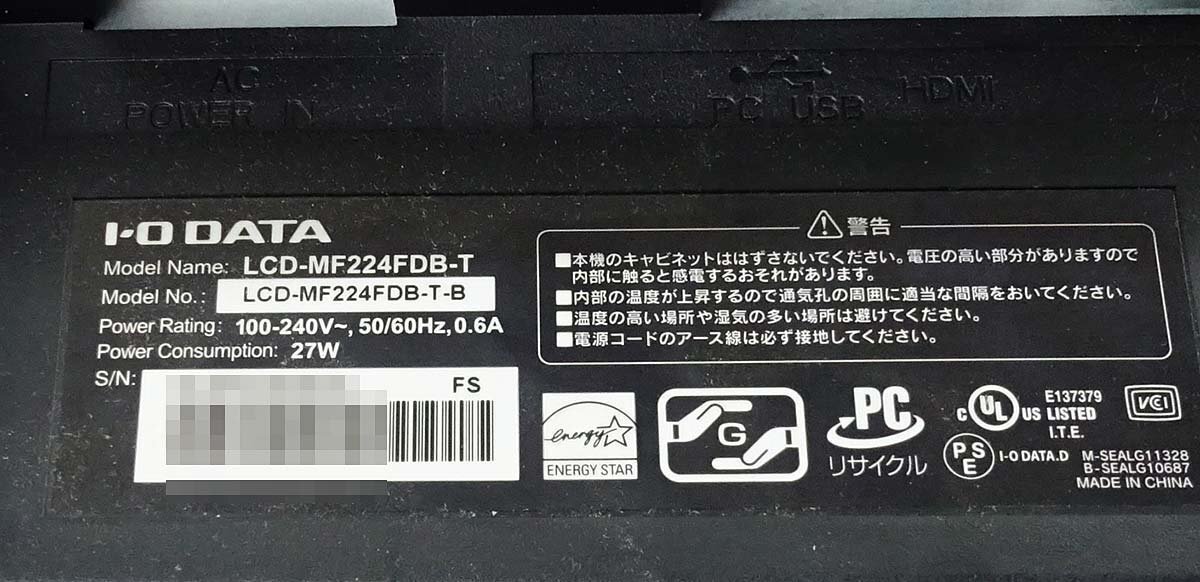 AC
POWER IN
PC USB
HDMI
I-O DATA
Model Name: LCD-MF224FDB-T
Model No.: LCD-MF224FDB-T-B
Power Rating: 100-240V~, 50/60Hz, 0.6A
Power Consumption: 27W
S/N:
FS
警告
■本機のキャビネットははずさないでください。電圧の高い部分がありますので
内部に触ると感電するおそれがあります。
■内部の温度が上昇するので通気孔の周囲に適当な間隔をおいてください。
■温度の高い場所や湿気の多い場所は避けてください。
■電源コードのアース線は必ず接地してください。
energy
ENERGY STAR
G
PC
リサイクル
C UL US LISTED
E137379
I.T.E.
VCI
PSE
I-O DATA.D
M-SEALG11328
B-SEALG10687
MADE IN CHINA